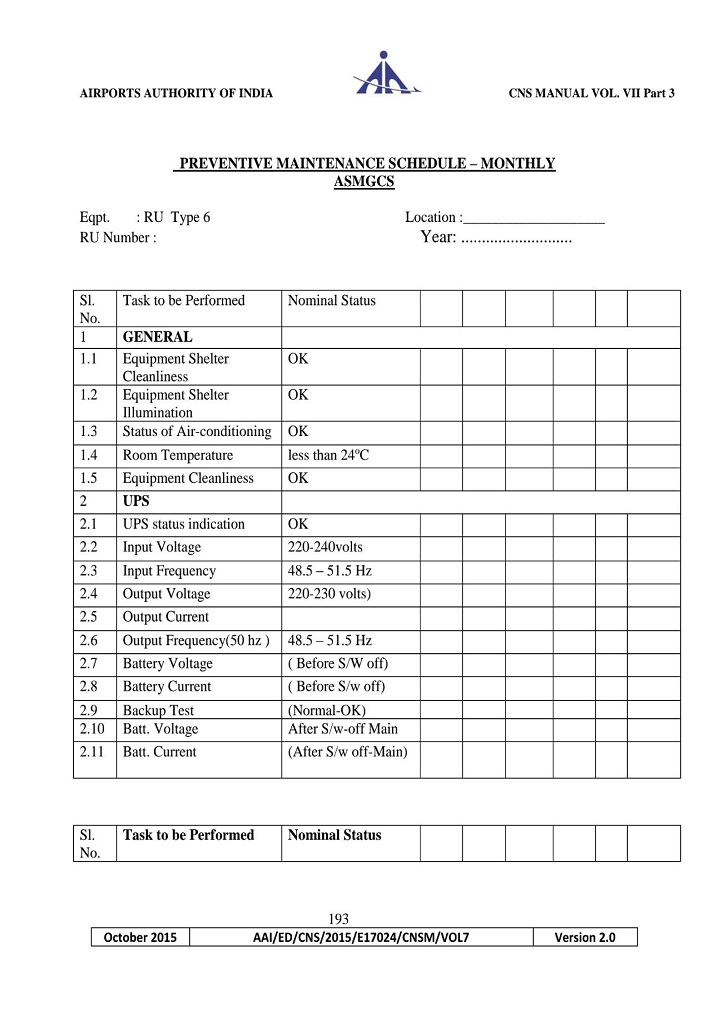 AIRPORTS AUTHORITY OF INDIA CNS MANUAL VOL. VII Part 3
PREVENTIVE MAINTENANCE SCHEDULE – MONTHLY
ASMGCS
Eqpt. : RU Type 6 Location :____________________
RU Number : Year: ...........................
Sl. Task to be Performed Nominal Status
No.
1 GENERAL
1.1 Equipment Shelter OK
Cleanliness
1.2 Equipment Shelter OK
Illumination
1.3 Status of Air-conditioning OK
1.4 Room Temperature less than 24ºC
1.5 Equipment Cleanliness OK
2 UPS
2.1 UPS status indication OK
2.2 Input Voltage 220-240volts
2.3 Input Frequency 48.5 – 51.5 Hz
2.4 Output Voltage 220-230 volts)
2.5 Output Current
2.6 Output Frequency(50 hz ) 48.5 – 51.5 Hz
2.7 Battery Voltage ( Before S/W off)
2.8 Battery Current ( Before S/w off)
2.9 Backup Test (Normal-OK)
2.10 Batt. Voltage After S/w-off Main
2.11 Batt. Current (After S/w off-Main)
Sl. Task to be Performed Nominal Status
No.
193
October 2015 AAI/ED/CNS/2015/E17024/CNSM/VOL7 Version 2.0